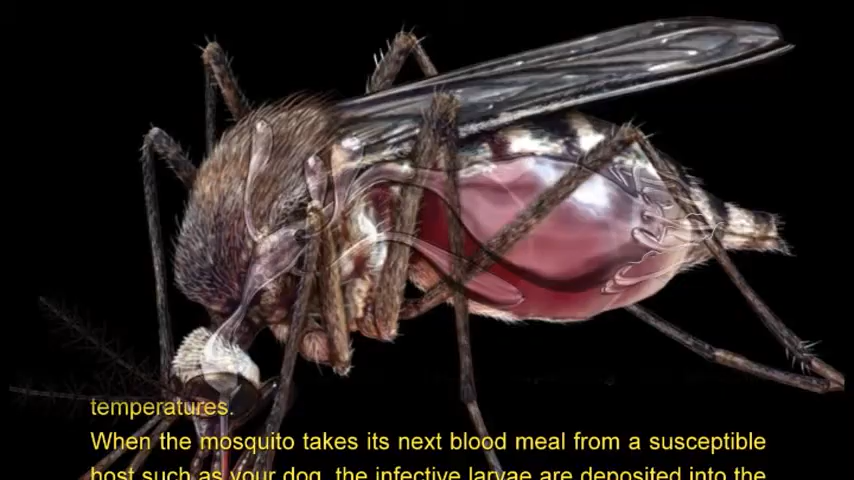 temperatures.
When the mosquito takes its next blood meal from a susceptible
host such as your dog, the infective larvae are deposited into the